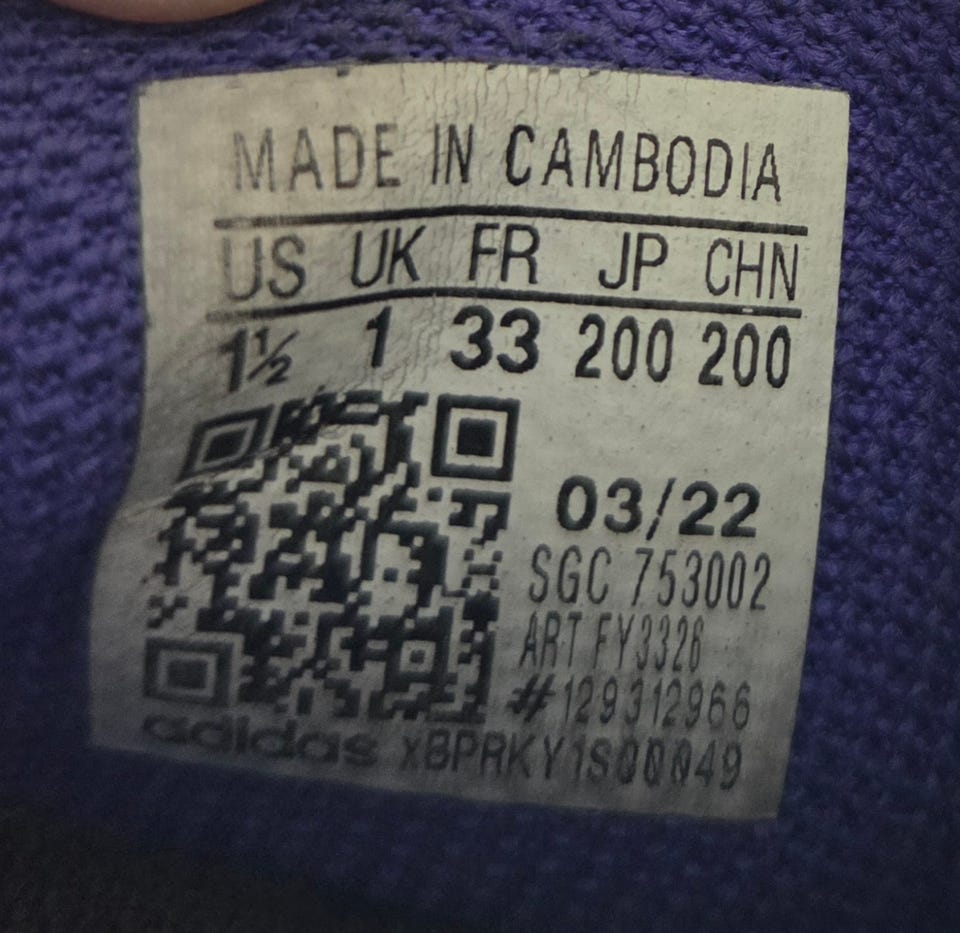 MADE IN CAMBODIA
US UK FR JP CHN
1½ 1 33 200 200
03/22
SGC 753002
ART FY3326
#129312966
adidas x8PRKY1S00049